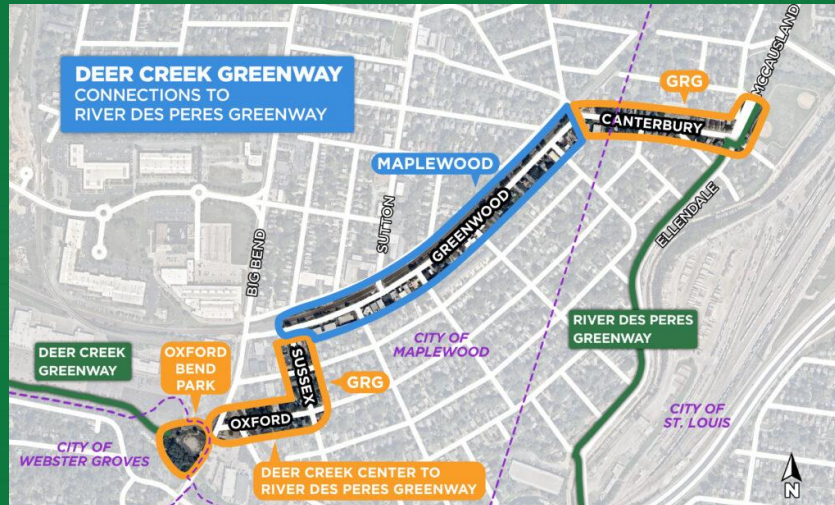 DEER CREEK GREENWAY
CONNECTIONS TO
RIVER DES PERES GREENWAY
MCCAUSLAND
GRG
CANTERBURY
MAPLEWOOD
SUTTON
GREENWOOD
ELLENDALE
BIG BEND
RIVER DES PERES
GREENWAY
CITY OF
MAPLEWOOD
DEER CREEK
GREENWAY
OXFORD
BEND
PARK
SUSSEX
GRG
OXFORD
CITY OF
ST. LOUIS
CITY OF
WEBSTER GROVES
DEER CREEK CENTER TO
RIVER DES PERES GREENWAY
N